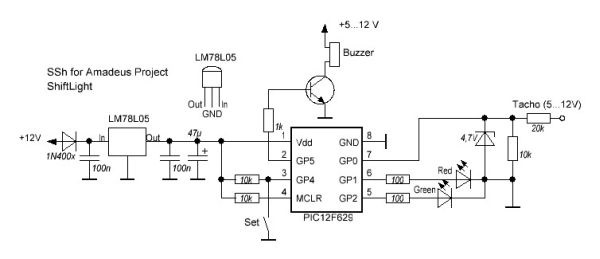 +5...12 V
Buzzer
LM78L05
SSh for Amadeus Project
ShiftLight
Out In
GND
LM78L05
+12V
In
Out
47µ
1N400x
100n
100n
1k
1 Vdd GND 8
2 GP5 GP0 7
3 GP4 GP1 6
4 MCLR GP2 5
PIC12F629
10k
10k
Set
Tacho (5...12V)
20k
4,7V
10k
Red
100
Green
100